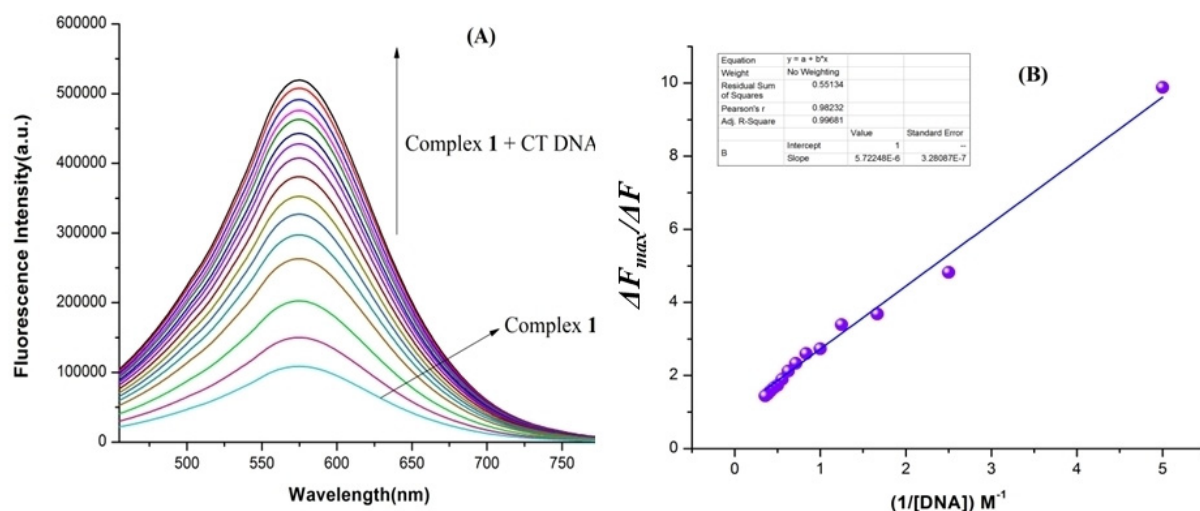 (A)
600000
500000
400000
300000
200000
100000
0
Fluorescence Intensity(a.u.)
Complex 1 + CT DNA
Complex 1
500 550 600 650 700 750
Wavelength(nm)
(B)
Equation y = a + b*x
Weight No Weighting
Residual Sum of Squares 0.55134
Pearson's r 0.98232
Adj. R-Square 0.99681
Value Standard Error
B Intercept 1 --
Slope 5.72248E-6 3.28087E-7
10
8
6
4
2
0
ΔFmax/ΔF
0 1 2 3 4 5
(1/[DNA]) M-1